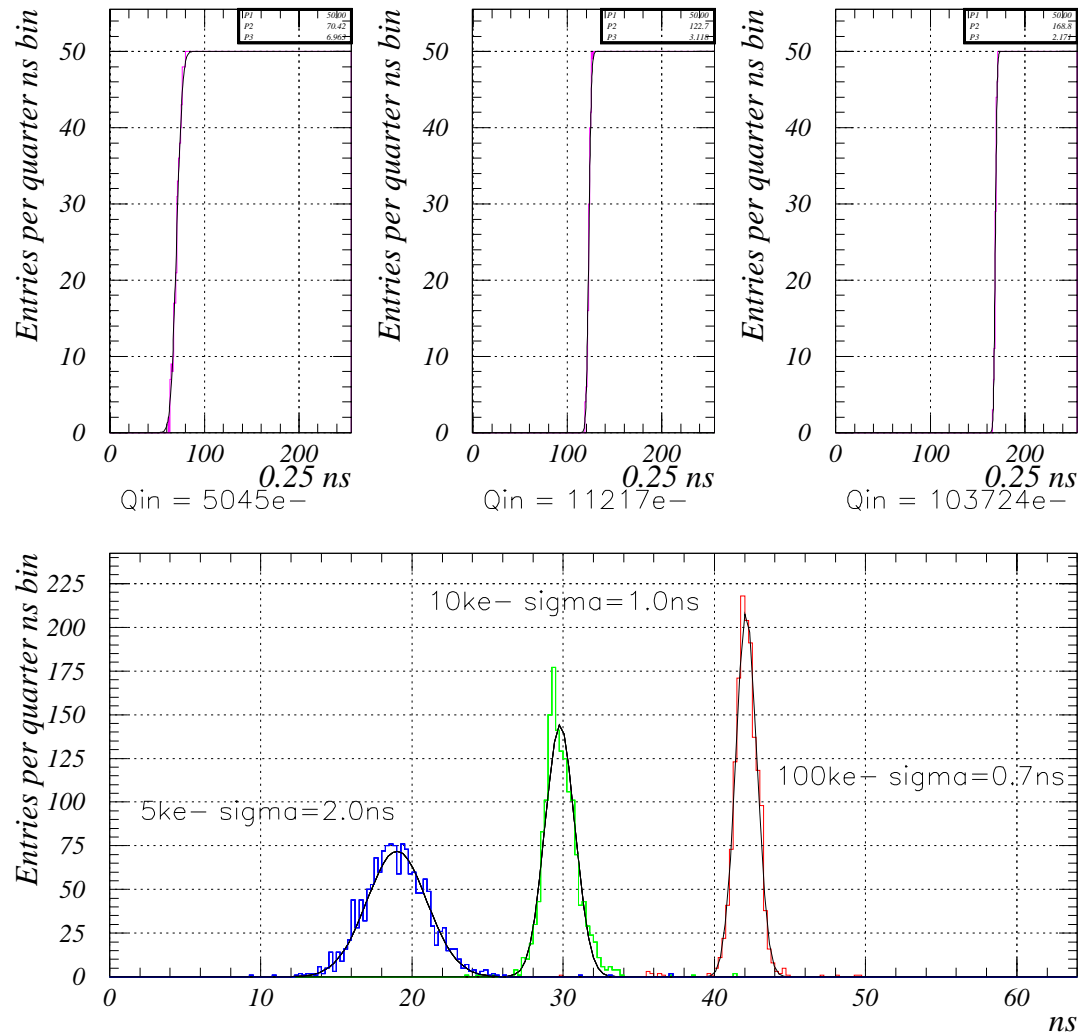 P1 50.00
P2 70.42
P3 6.963
P1 50.00
P2 122.7
P3 3.118
P1 50.00
P2 168.8
P3 2.171
Entries per quarter ns bin
50
40
30
20
10
0
0 100 200
0.25 ns
Qin = 5045e-
Entries per quarter ns bin
50
40
30
20
10
0
0 100 200
0.25 ns
Qin = 11217e-
Entries per quarter ns bin
50
40
30
20
10
0
0 100 200
0.25 ns
Qin = 103724e-
Entries per quarter ns bin
225
200
175
150
125
100
75
50
25
0
10ke- sigma=1.0ns
100ke- sigma=0.7ns
5ke- sigma=2.0ns
0 10 20 30 40 50 60
ns